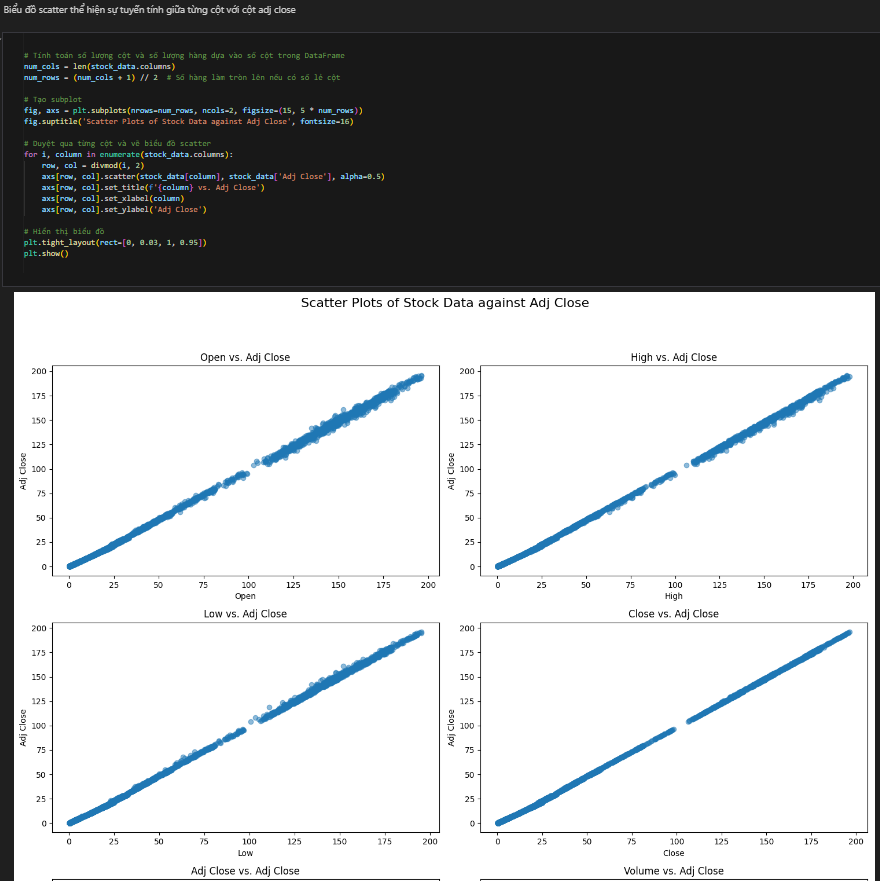 Biểu đồ scatter thể hiện sự tuyến tính giữa từng cột với cột adj close
# Tính toán số lượng cột và số lượng hàng dựa vào số cột trong DataFrame
num_cols = len(stock_data.columns)
num_rows = (num_cols + 1) // 2  # Số hàng làm tròn lên nếu có số lẻ cột
# Tạo subplot
fig, axs = plt.subplots(nrows=num_rows, ncols=2, figsize=(15, 5 * num_rows))
fig.suptitle('Scatter Plots of Stock Data against Adj Close', fontsize=16)
# Duyệt qua từng cột và vẽ biểu đồ scatter
for i, column in enumerate(stock_data.columns):
    row, col = divmod(i, 2)
    axs[row, col].scatter(stock_data[column], stock_data['Adj Close'], alpha=0.5)
    axs[row, col].set_title(f'{column} vs. Adj Close')
    axs[row, col].set_xlabel(column)
    axs[row, col].set_ylabel('Adj Close')
# Hiển thị biểu đồ
plt.tight_layout(rect=[0, 0.03, 1, 0.95])
plt.show()
Scatter Plots of Stock Data against Adj Close
Open vs. Adj Close
200
175
150
125
100
75
50
25
0
Adj Close
0 25 50 75 100 125 150 175 200
Open
High vs. Adj Close
200
175
150
125
100
75
50
25
0
Adj Close
0 25 50 75 100 125 150 175 200
High
Low vs. Adj Close
200
175
150
125
100
75
50
25
0
Adj Close
0 25 50 75 100 125 150 175 200
Low
Close vs. Adj Close
200
175
150
125
100
75
50
25
0
Adj Close
0 25 50 75 100 125 150 175 200
Close
Adj Close vs. Adj Close
Volume vs. Adj Close